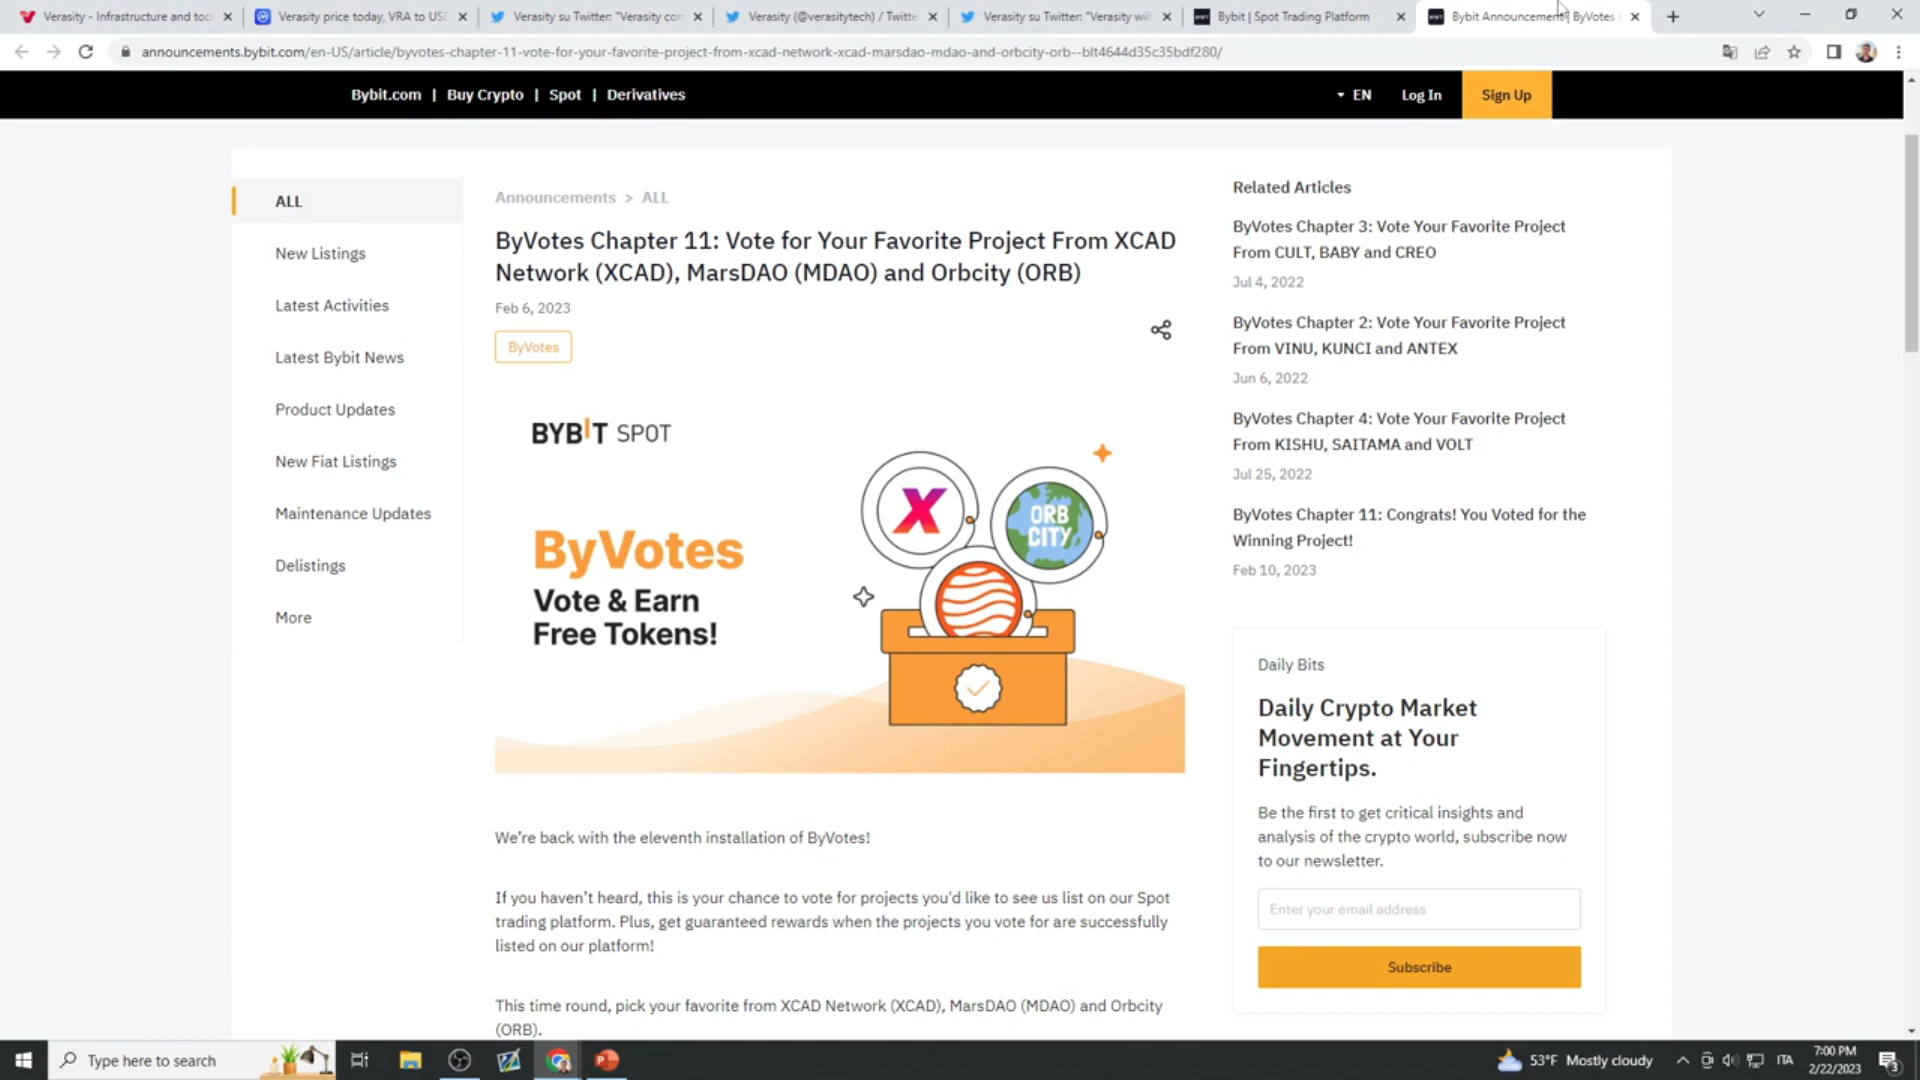 Verasity - Infrastructure and tool
Verasity price today, VRA to USD
Verasity su Twitter: "Verasity con
Verasity (@verasitytech) / Twitte
Verasity su Twitter: "Verasity will
Bybit | Spot Trading Platform
Bybit Announcement | ByVotes
announcements.bybit.com/en-US/article/byvotes-chapter-11-vote-for-your-favorite-project-from-xcad-network-xcad-marsdao-mdao-and-orbcity-orb--blt4644d35c35bdf280/
Bybit.com | Buy Crypto | Spot | Derivatives
EN
Log In
Sign Up
ALL
New Listings
Latest Activities
Latest Bybit News
Product Updates
New Fiat Listings
Maintenance Updates
Delistings
More
Announcements > ALL
ByVotes Chapter 11: Vote for Your Favorite Project From XCAD
Network (XCAD), MarsDAO (MDAO) and Orbcity (ORB)
Feb 6, 2023
ByVotes
BYBIT SPOT
ByVotes
Vote & Earn
Free Tokens!
X
ORB
CITY
We're back with the eleventh installation of ByVotes!
If you haven't heard, this is your chance to vote for projects you'd like to see us list on our Spot
trading platform. Plus, get guaranteed rewards when the projects you vote for are successfully
listed on our platform!
This time round, pick your favorite from XCAD Network (XCAD), MarsDAO (MDAO) and Orbcity
(ORB).
Related Articles
ByVotes Chapter 3: Vote Your Favorite Project
From CULT, BABY and CREO
Jul 4, 2022
ByVotes Chapter 2: Vote Your Favorite Project
From VINU, KUNCI and ANTEX
Jun 6, 2022
ByVotes Chapter 4: Vote Your Favorite Project
From KISHU, SAITAMA and VOLT
Jul 25, 2022
ByVotes Chapter 11: Congrats! You Voted for the
Winning Project!
Feb 10, 2023
Daily Bits
Daily Crypto Market
Movement at Your
Fingertips.
Be the first to get critical insights and
analysis of the crypto world, subscribe now
to our newsletter.
Enter your email address
Subscribe
Type here to search
53°F Mostly cloudy
ITA
7:00 PM
2/22/2023
3